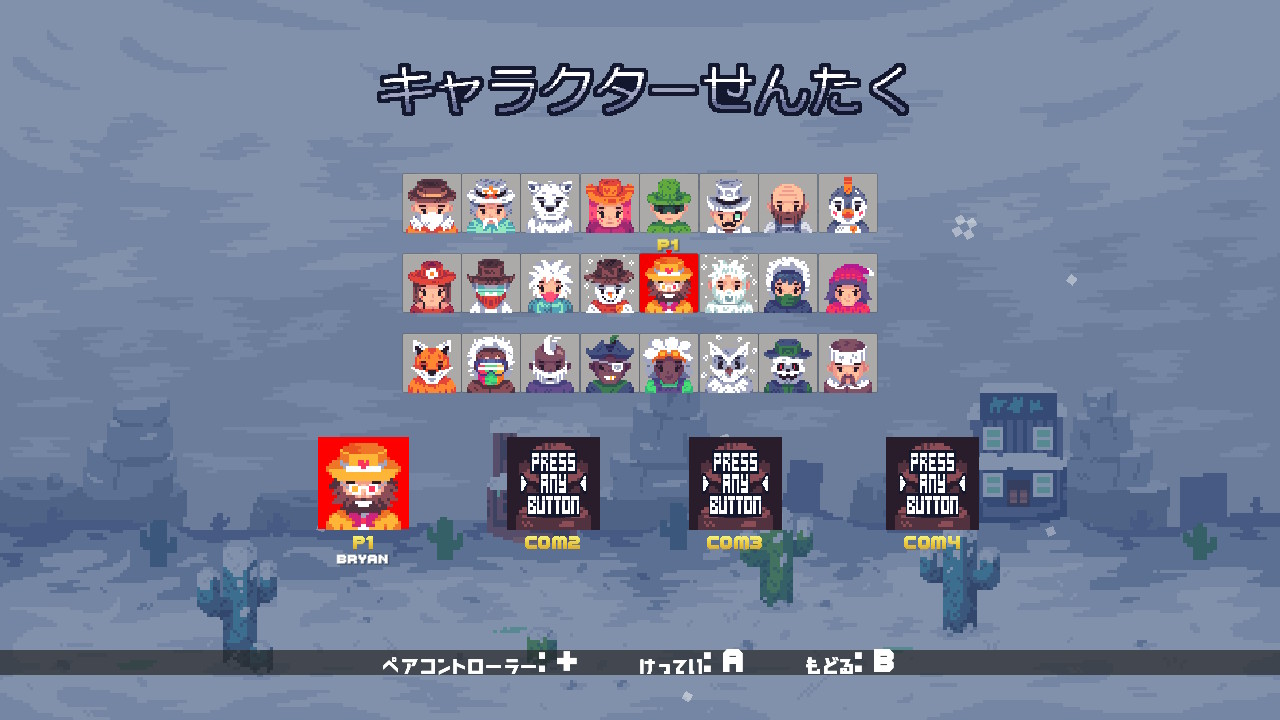 キャラクターせんたく
P1
PRESS ANY BUTTON
PRESS ANY BUTTON
PRESS ANY BUTTON
P1
COM2
COM3
COM4
BRYAN
ペアコントローラー: +
けってい: A
もどる: B